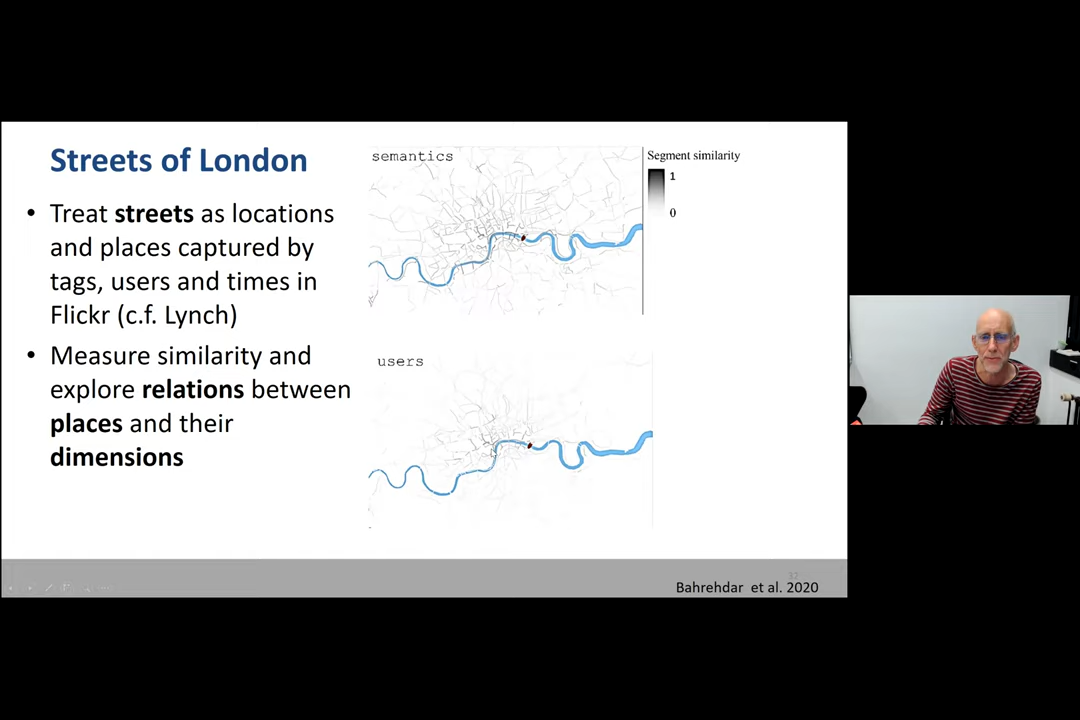 Streets of London
• Treat streets as locations
and places captured by
tags, users and times in
Flickr (c.f. Lynch)
• Measure similarity and
explore relations between
places and their
dimensions
semantics
Segment similarity
1
0
users
32
Bahrehdar et al. 2020